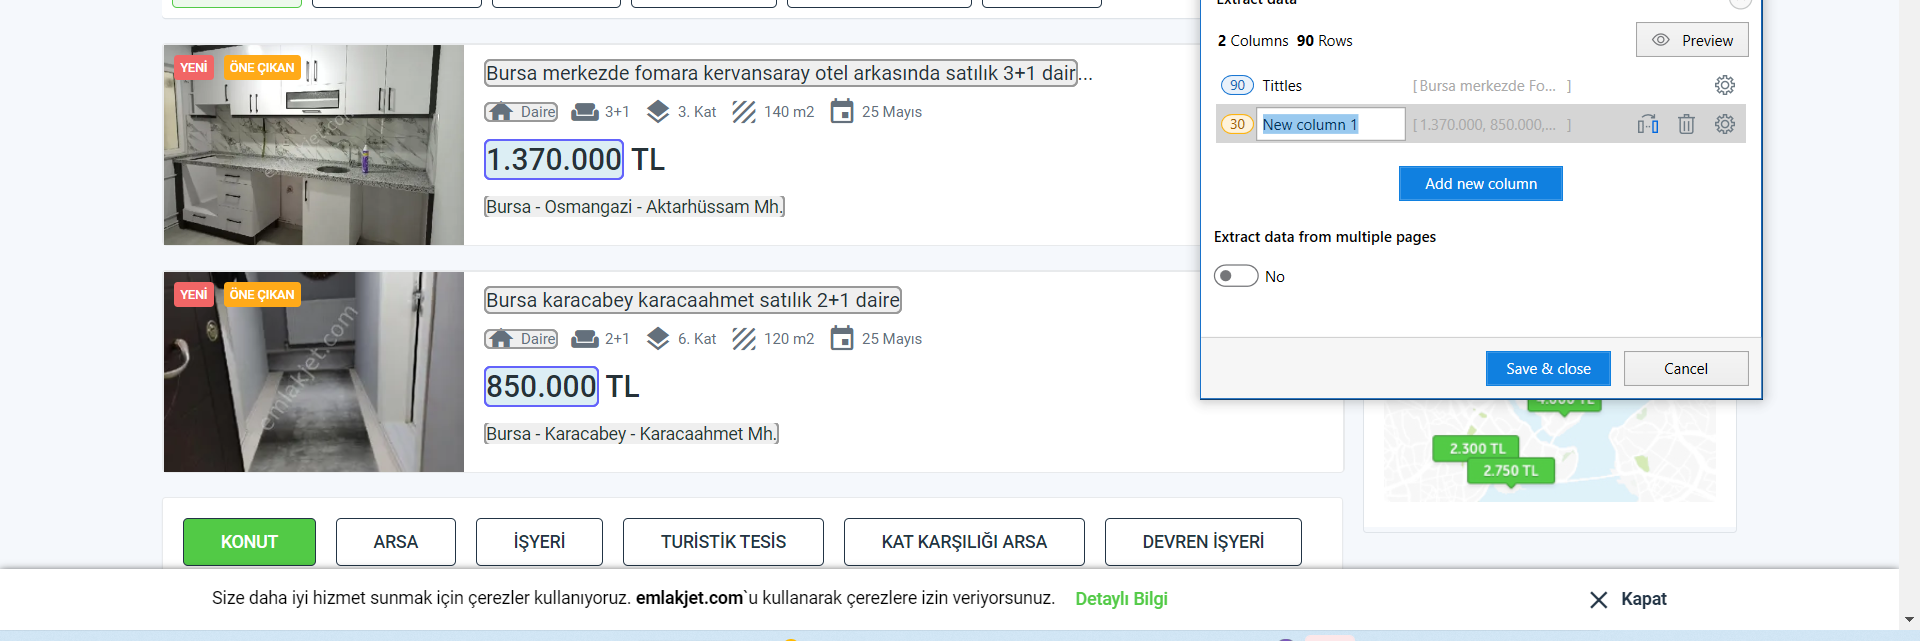 YENİ
ÖNE ÇIKAN
Bursa merkezde fomara kervansaray otel arkasında satılık 3+1 dair...
Daire 3+1 3. Kat 140 m2 25 Mayıs
1.370.000 TL
Bursa - Osmangazi - Aktarhüssam Mh.
YENİ
ÖNE ÇIKAN
emlakjet.com
Bursa karacabey karacaahmet satılık 2+1 daire
Daire 2+1 6. Kat 120 m2 25 Mayıs
850.000 TL
Bursa - Karacabey - Karacaahmet Mh.
Extract data
2 Columns 90 Rows
Preview
90 Tittles [ Bursa merkezde Fo... ]
30 New column 1 [ 1.370.000, 850.000,... ]
Add new column
Extract data from multiple pages
No
Save & close
Cancel
2.300 TL
2.750 TL
KONUT
ARSA
İŞYERİ
TURİSTİK TESİS
KAT KARŞILIĞI ARSA
DEVREN İŞYERİ
Size daha iyi hizmet sunmak için çerezler kullanıyoruz. emlakjet.com`u kullanarak çerezlere izin veriyorsunuz. Detaylı Bilgi
Kapat